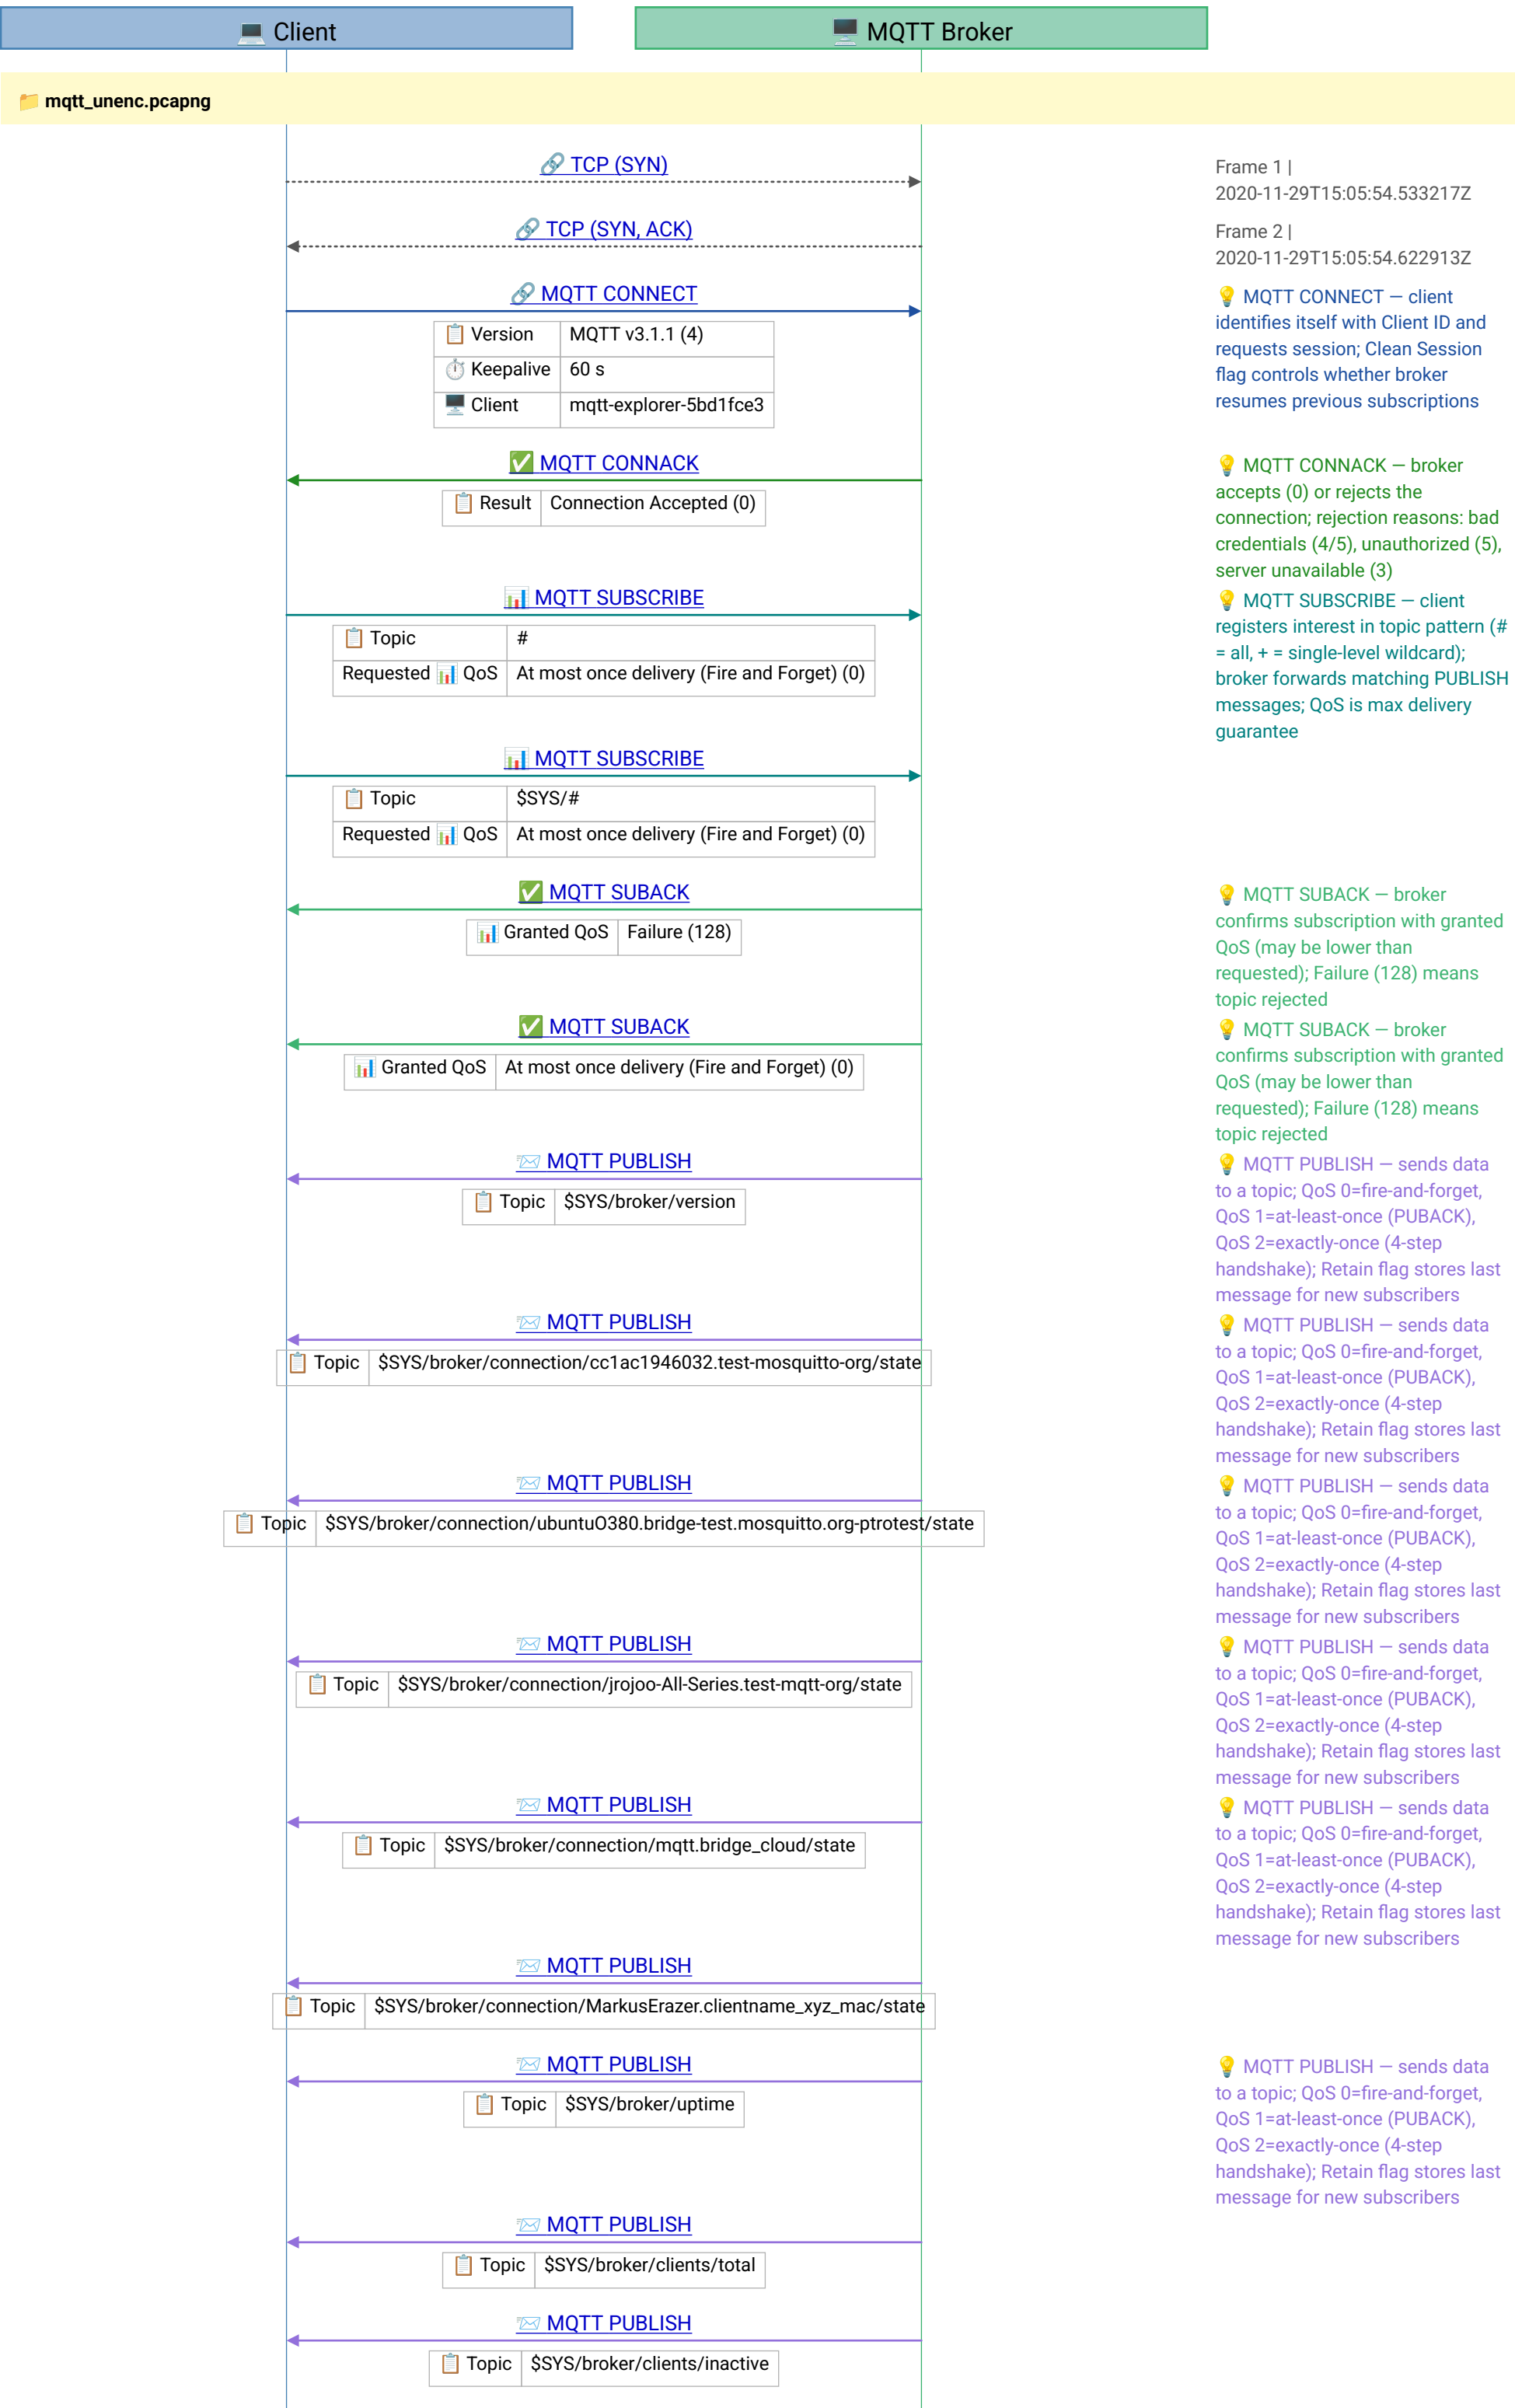 💻 Client
🖥️ MQTT Broker
📁 mqtt_unenc.pcapng
🔗 TCP (SYN)
Frame 1 |
2020-11-29T15:05:54.533217Z
🔗 TCP (SYN, ACK)
Frame 2 |
2020-11-29T15:05:54.622913Z
🔗 MQTT CONNECT
📋 Version MQTT v3.1.1 (4)
⏱️ Keepalive 60 s
🖥️ Client mqtt-explorer-5bd1fce3
💡 MQTT CONNECT — client
identifies itself with Client ID and
requests session; Clean Session
flag controls whether broker
resumes previous subscriptions
✅ MQTT CONNACK
📋 Result Connection Accepted (0)
💡 MQTT CONNACK — broker
accepts (0) or rejects the
connection; rejection reasons: bad
credentials (4/5), unauthorized (5),
server unavailable (3)
📊 MQTT SUBSCRIBE
📋 Topic #
Requested 📊 QoS At most once delivery (Fire and Forget) (0)
💡 MQTT SUBSCRIBE — client
registers interest in topic pattern (#
= all, + = single-level wildcard);
broker forwards matching PUBLISH
messages; QoS is max delivery
guarantee
📊 MQTT SUBSCRIBE
📋 Topic $SYS/#
Requested 📊 QoS At most once delivery (Fire and Forget) (0)
✅ MQTT SUBACK
📊 Granted QoS Failure (128)
💡 MQTT SUBACK — broker
confirms subscription with granted
QoS (may be lower than
requested); Failure (128) means
topic rejected
✅ MQTT SUBACK
📊 Granted QoS At most once delivery (Fire and Forget) (0)
💡 MQTT SUBACK — broker
confirms subscription with granted
QoS (may be lower than
requested); Failure (128) means
topic rejected
📨 MQTT PUBLISH
📋 Topic $SYS/broker/version
💡 MQTT PUBLISH — sends data
to a topic; QoS 0=fire-and-forget,
QoS 1=at-least-once (PUBACK),
QoS 2=exactly-once (4-step
handshake); Retain flag stores last
message for new subscribers
📨 MQTT PUBLISH
📋 Topic $SYS/broker/connection/cc1ac1946032.test-mosquitto-org/state
💡 MQTT PUBLISH — sends data
to a topic; QoS 0=fire-and-forget,
QoS 1=at-least-once (PUBACK),
QoS 2=exactly-once (4-step
handshake); Retain flag stores last
message for new subscribers
📨 MQTT PUBLISH
📋 Topic $SYS/broker/connection/ubuntuO380.bridge-test.mosquitto.org-ptrotest/state
💡 MQTT PUBLISH — sends data
to a topic; QoS 0=fire-and-forget,
QoS 1=at-least-once (PUBACK),
QoS 2=exactly-once (4-step
handshake); Retain flag stores last
message for new subscribers
📨 MQTT PUBLISH
📋 Topic $SYS/broker/connection/jrojoo-All-Series.test-mqtt-org/state
💡 MQTT PUBLISH — sends data
to a topic; QoS 0=fire-and-forget,
QoS 1=at-least-once (PUBACK),
QoS 2=exactly-once (4-step
handshake); Retain flag stores last
message for new subscribers
📨 MQTT PUBLISH
📋 Topic $SYS/broker/connection/mqtt.bridge_cloud/state
💡 MQTT PUBLISH — sends data
to a topic; QoS 0=fire-and-forget,
QoS 1=at-least-once (PUBACK),
QoS 2=exactly-once (4-step
handshake); Retain flag stores last
message for new subscribers
📨 MQTT PUBLISH
📋 Topic $SYS/broker/connection/MarkusErazer.clientname_xyz_mac/state
📨 MQTT PUBLISH
📋 Topic $SYS/broker/uptime
💡 MQTT PUBLISH — sends data
to a topic; QoS 0=fire-and-forget,
QoS 1=at-least-once (PUBACK),
QoS 2=exactly-once (4-step
handshake); Retain flag stores last
message for new subscribers
📨 MQTT PUBLISH
📋 Topic $SYS/broker/clients/total
📨 MQTT PUBLISH
📋 Topic $SYS/broker/clients/inactive